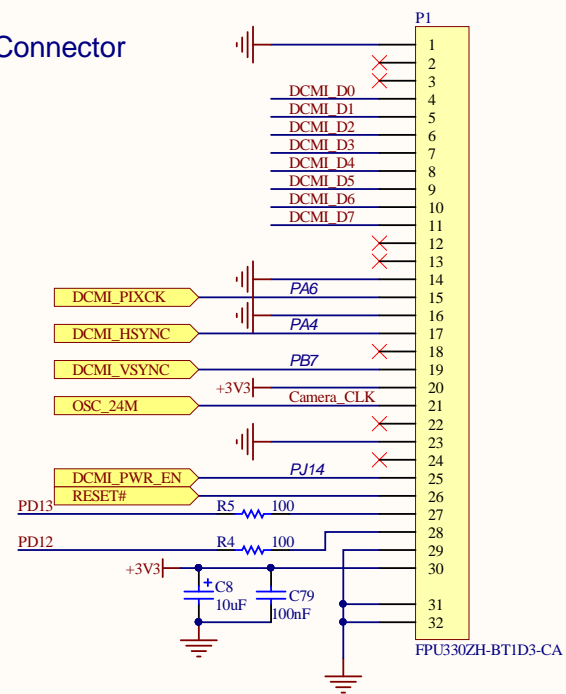 P1
Connector
1
2
3
DCMI_D0 4
DCMI_D1 5
DCMI_D2 6
DCMI_D3 7
DCMI_D4 8
DCMI_D5 9
DCMI_D6 10
DCMI_D7 11
12
13
14
DCMI_PIXCK PA6 15
16
DCMI_HSYNC PA4 17
18
DCMI_VSYNC PB7 19
+3V3 20
OSC_24M Camera_CLK 21
22
23
24
DCMI_PWR_EN PJ14 25
RESET# 26
PD13 R5 100 27
28
PD12 R4 100 29
+3V3 30
+ C8 C79
10uF 100nF 31
32
FPU330ZH-BT1D3-CA